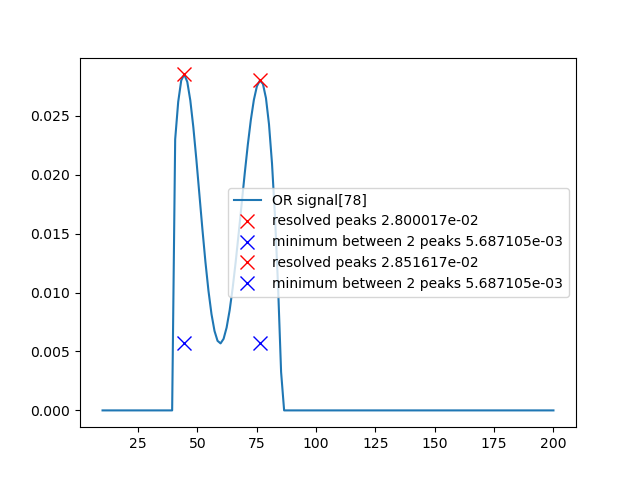 0.025
0.020
0.015
0.010
0.005
0.000
OR signal[78]
resolved peaks 2.800017e-02
minimum between 2 peaks 5.687105e-03
resolved peaks 2.851617e-02
minimum between 2 peaks 5.687105e-03
25 50 75 100 125 150 175 200